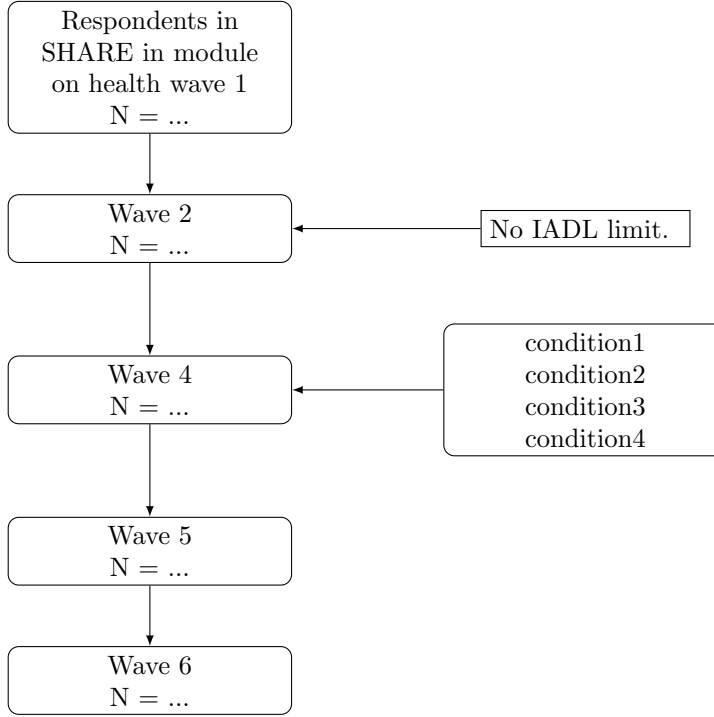 Respondents in
SHARE in module
on health wave 1
N = ...
Wave 2
N = ...
No IADL limit.
Wave 4
N = ...
condition1
condition2
condition3
condition4
Wave 5
N = ...
Wave 6
N = ...